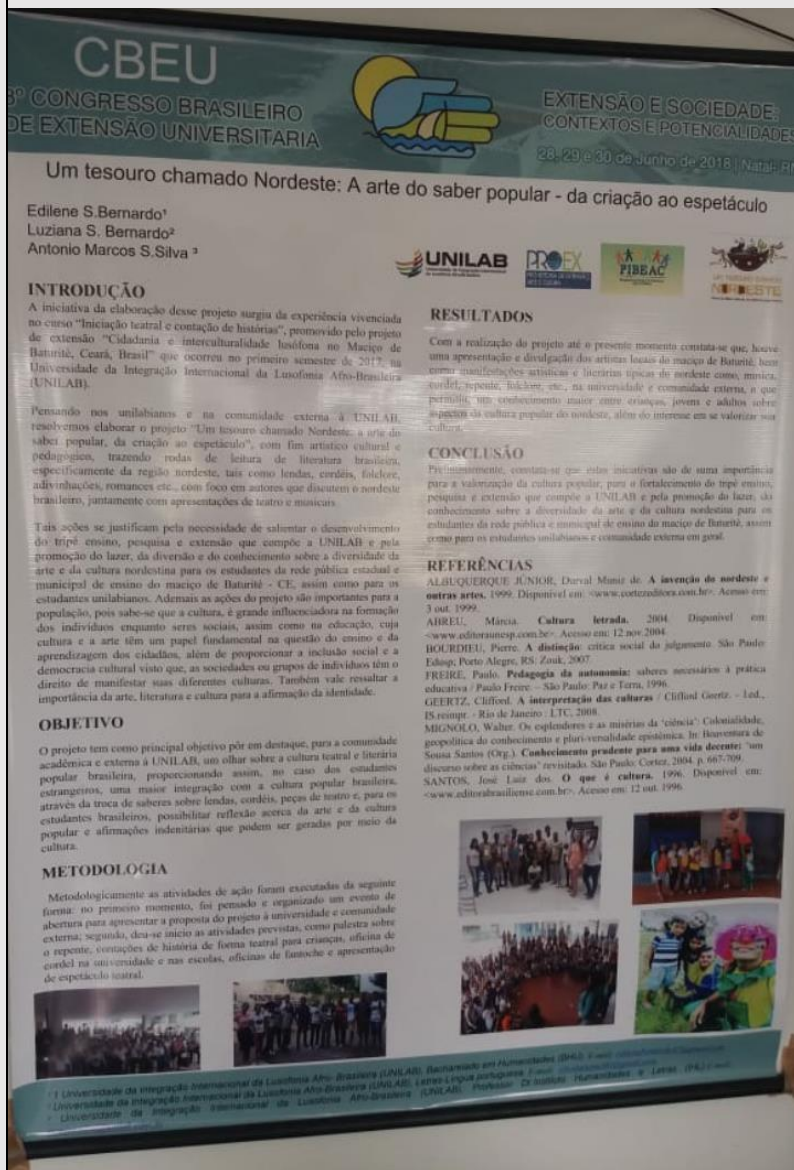 CBEU
8º CONGRESSO BRASILEIRO
DE EXTENSÃO UNIVERSITARIA
EXTENSÃO E SOCIEDADE:
CONTEXTOS E POTENCIALIDADES
28, 29 e 30 de Junho de 2018 | Natal-RN
Um tesouro chamado Nordeste: A arte do saber popular - da criação ao espetáculo
Edilene S.Bernardo¹
Luziana S. Bernardo²
Antonio Marcos S.Silva ³
UNILAB
PROEX
PIBEAC
NORDESTE
INTRODUÇÃO
A iniciativa da elaboração desse projeto surgiu da experiência vivenciada
no curso "Iniciação teatral e contação de histórias", promovido pelo projeto
de extensão "Cidadania e interculturalidade lusófona no Maciço de
Baturité, Ceará, Brasil" que ocorreu no primeiro semestre de 2017, na
Universidade da Integração Internacional da Lusofonia Afro-Brasileira
(UNILAB).
Pensando nos unilabianos e na comunidade externa à UNILAB,
resolvemos elaborar o projeto "Um tesouro chamado Nordeste: a arte do
saber popular, da criação ao espetáculo", com fim artístico cultural e
pedagógico, trazendo rodas de leitura de literatura brasileira,
especificamente da região nordeste, tais como lendas, cordéis, folclore,
adivinhações, romances etc., com foco em autores que discutem o nordeste
brasileiro, juntamente com apresentações de teatro e musicais.
Tais ações se justificam pela necessidade de salientar o desenvolvimento
do tripé ensino, pesquisa e extensão que compõe a UNILAB e pela
promoção do lazer, da diversão e do conhecimento sobre a diversidade da
arte e da cultura nordestina para os estudantes da rede pública estadual e
municipal de ensino do maciço de Baturité - CE, assim como para os
estudantes unilabianos. Ademais as ações do projeto são importantes para a
população, pois sabe-se que a cultura, é grande influenciadora na formação
dos indivíduos enquanto seres sociais, assim como na educação, cuja
cultura e a arte têm um papel fundamental na questão do ensino e da
aprendizagem dos cidadãos, além de proporcionar a inclusão social e a
democracia cultural visto que, as sociedades ou grupos de indivíduos têm o
direito de manifestar suas diferentes culturas. Também vale ressaltar a
importância da arte, literatura e cultura para a afirmação da identidade.
OBJETIVO
O projeto tem como principal objetivo pôr em destaque, para a comunidade
acadêmica e externa à UNILAB, um olhar sobre a cultura teatral e literária
popular brasileira, proporcionando assim, no caso dos estudantes
estrangeiros, uma maior integração com a cultura popular brasileira,
através da troca de saberes sobre lendas, cordéis, peças de teatro e, para os
estudantes brasileiros, possibilitar reflexão acerca da arte e da cultura
popular e afirmações indenitárias que podem ser geradas por meio da
cultura.
METODOLOGIA
Metodologicamente as atividades de ação foram executadas da seguinte
forma: no primeiro momento, foi pensado e organizado um evento de
abertura para apresentar a proposta do projeto à universidade e comunidade
externa; segundo, deu-se início as atividades previstas, como palestra sobre
o repente, contações de história de forma teatral para crianças, oficina de
cordel na universidade e nas escolas, oficinas de fantoche e apresentação
de espetáculo teatral.
RESULTADOS
Com a realização do projeto até o presente momento constata-se que, houve
uma apresentação e divulgação dos artistas locais do maciço de Baturité, bem
como manifestações artísticas e literárias típicas do nordeste como, musica,
cordel, repente, folclore, etc., na universidade e comunidade externa, o que
permitiu, um conhecimento maior entre crianças, jovens e adultos sobre
aspectos da cultura popular do nordeste, além do interesse em se valorizar sua
cultura.
CONCLUSÃO
Preliminarmente, constata-se que estas iniciativas são de suma importância
para a valorização da cultura popular, para o fortalecimento do tripé ensino,
pesquisa e extensão que compõe a UNILAB e pela promoção do lazer, do
conhecimento sobre a diversidade da arte e da cultura nordestina para os
estudantes da rede pública e municipal de ensino do maciço de Baturité, assim
como para os estudantes unilabianos e comunidade externa em geral.
REFERÊNCIAS
ALBUQUERQUE JÚNIOR, Durval Muniz de. A invenção do nordeste e
outras artes. 1999. Disponível em: <www.cortezeditora.com.br>. Acesso em:
3 out. 1999.
ABREU, Márcia. Cultura letrada. 2004. Disponível em:
<www.editoraunesp.com.br>. Acesso em: 12 nov. 2004.
BOURDIEU, Pierre. A distinção: crítica social do julgamento. São Paulo:
Edusp; Porto Alegre, RS: Zouk, 2007.
FREIRE, Paulo. Pedagogia da autonomia: saberes necessários à prática
educativa / Paulo Freire. – São Paulo: Paz e Terra, 1996.
GEERTZ, Clifford. A interpretação das culturas / Clifford Geertz. - 1.ed.,
IS.reimpr. - Rio de Janeiro : LTC, 2008.
MIGNOLO, Walter. Os esplendores e as misérias da 'ciência': Colonialidade,
geopolítica do conhecimento e pluri-versalidade epistêmica. In: Boaventura de
Sousa Santos (Org.). Conhecimento prudente para uma vida decente: 'um
discurso sobre as ciências' revisitado. São Paulo: Cortez, 2004. p. 667-709.
SANTOS, José Luiz dos. O que é cultura. 1996. Disponível em:
<www.editorabrasiliense.com.br>. Acesso em: 12 out. 1996.
¹ Universidade da Integração Internacional da Lusofonia Afro-Brasileira (UNILAB), Bacharelado em Humanidades (BHU)
² Universidade da Integração Internacional da Lusofonia Afro-Brasileira (UNILAB), Letras-Língua portuguesa
³ Universidade da Integração Internacional da Lusofonia Afro-Brasileira (UNILAB), Professor Dr. Instituto Humanidades e Letras